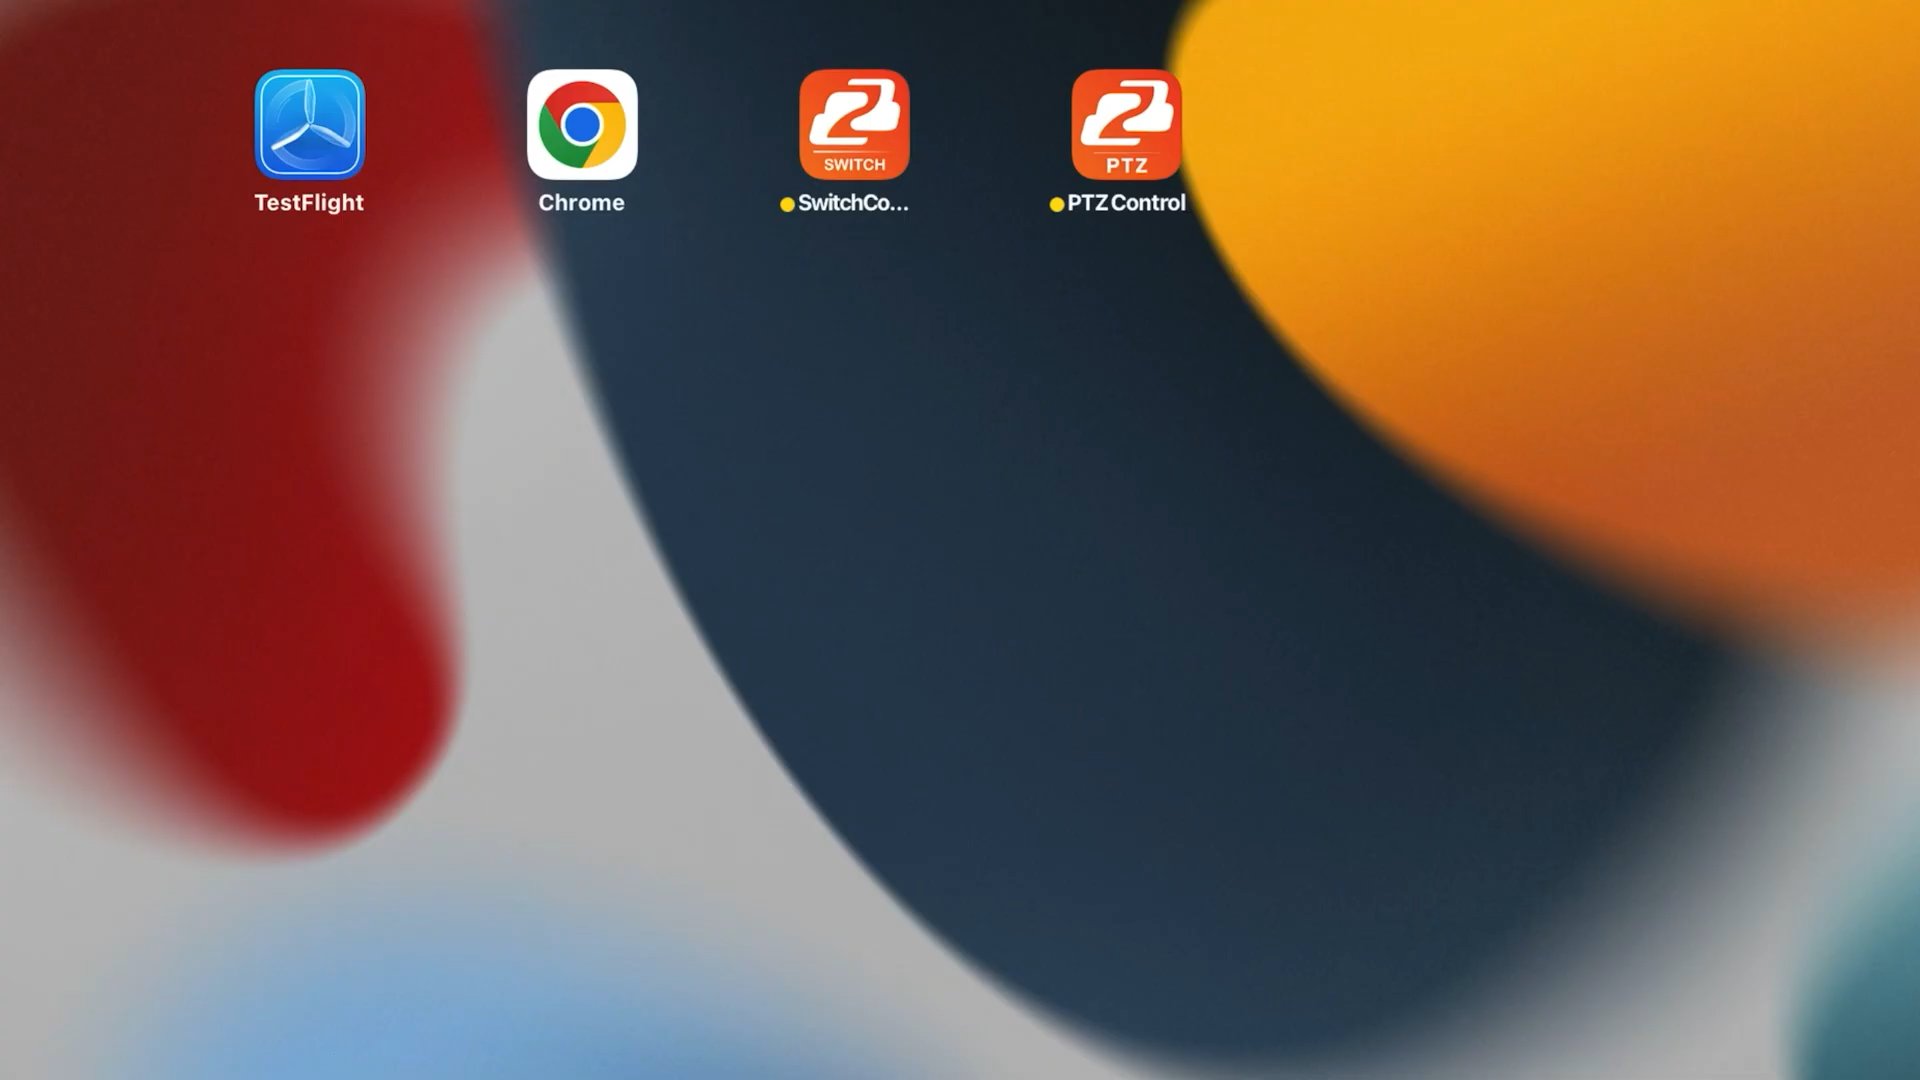 SWITCH
PTZ
TestFlight
Chrome
SwitchCo...
PTZ Control